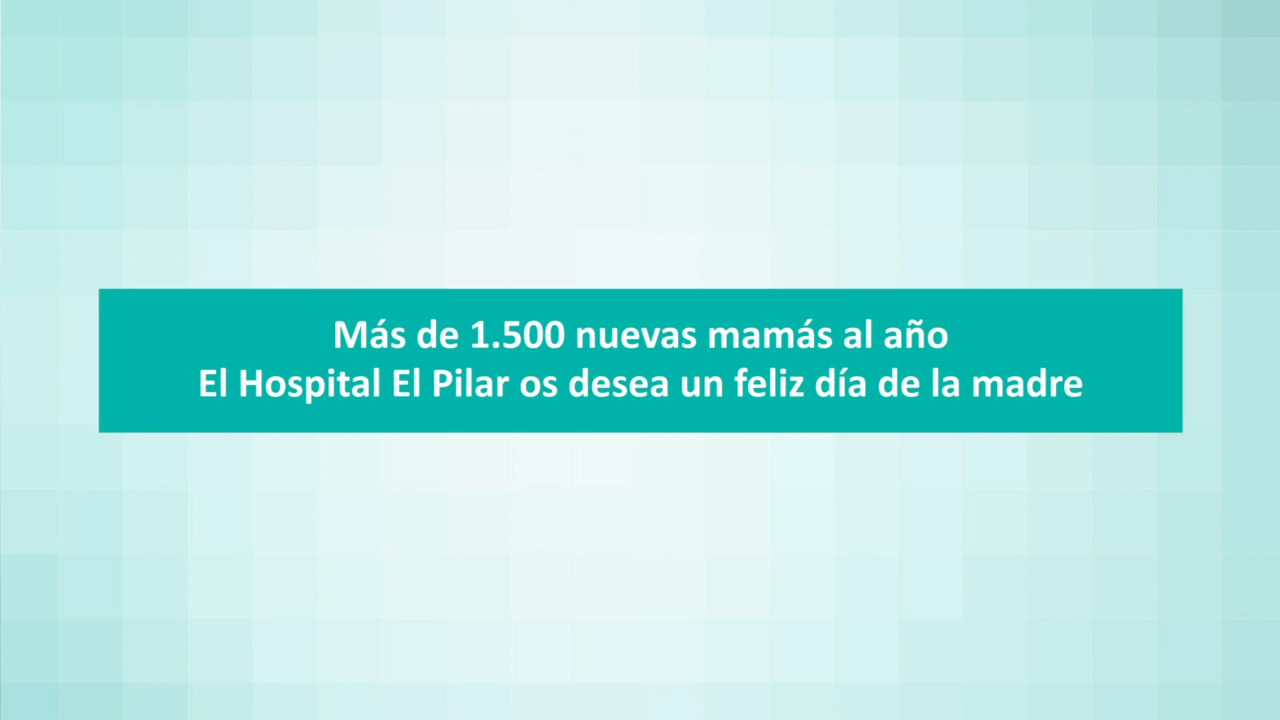 Más de 1.500 nuevas mamás al año
El Hospital El Pilar os desea un feliz día de la madre